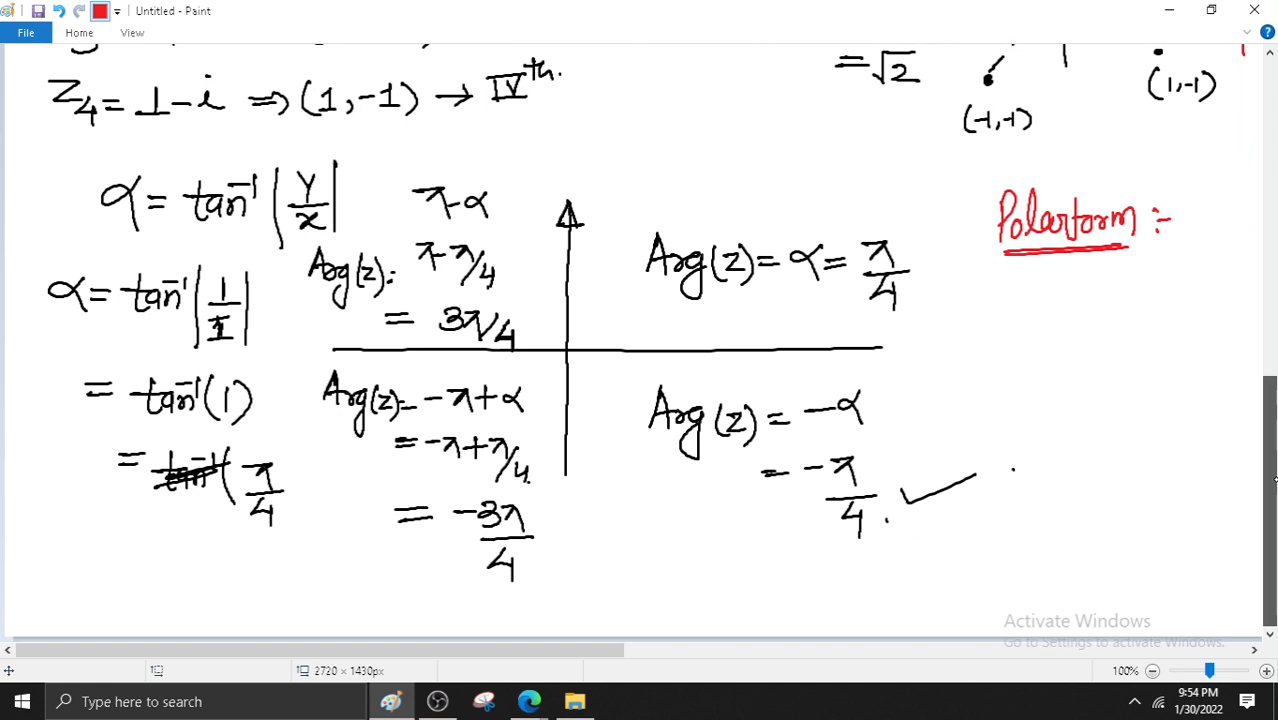 Untitled - Paint
File Home View
= √2
Z4 = 1 - i ⇒ (1, -1) → IVth.
(-1,-1)
(1,-1)
α = tan⁻¹ |Y/x|
π-α
Polarform :-
Arg(z) = π-π/4
= 3π/4
Arg(z) = α = π/4
α = tan⁻¹ |1/1|
= tan⁻¹(1)
= tan⁻¹( π/4
Arg(z) = -π+α
= -π+π/4
= -3π/4
Arg(z) = -α
= -π/4.
Activate Windows
Go to Settings to activate Windows.
2720 × 1430px
100%
Type here to search
9:54 PM
1/30/2022